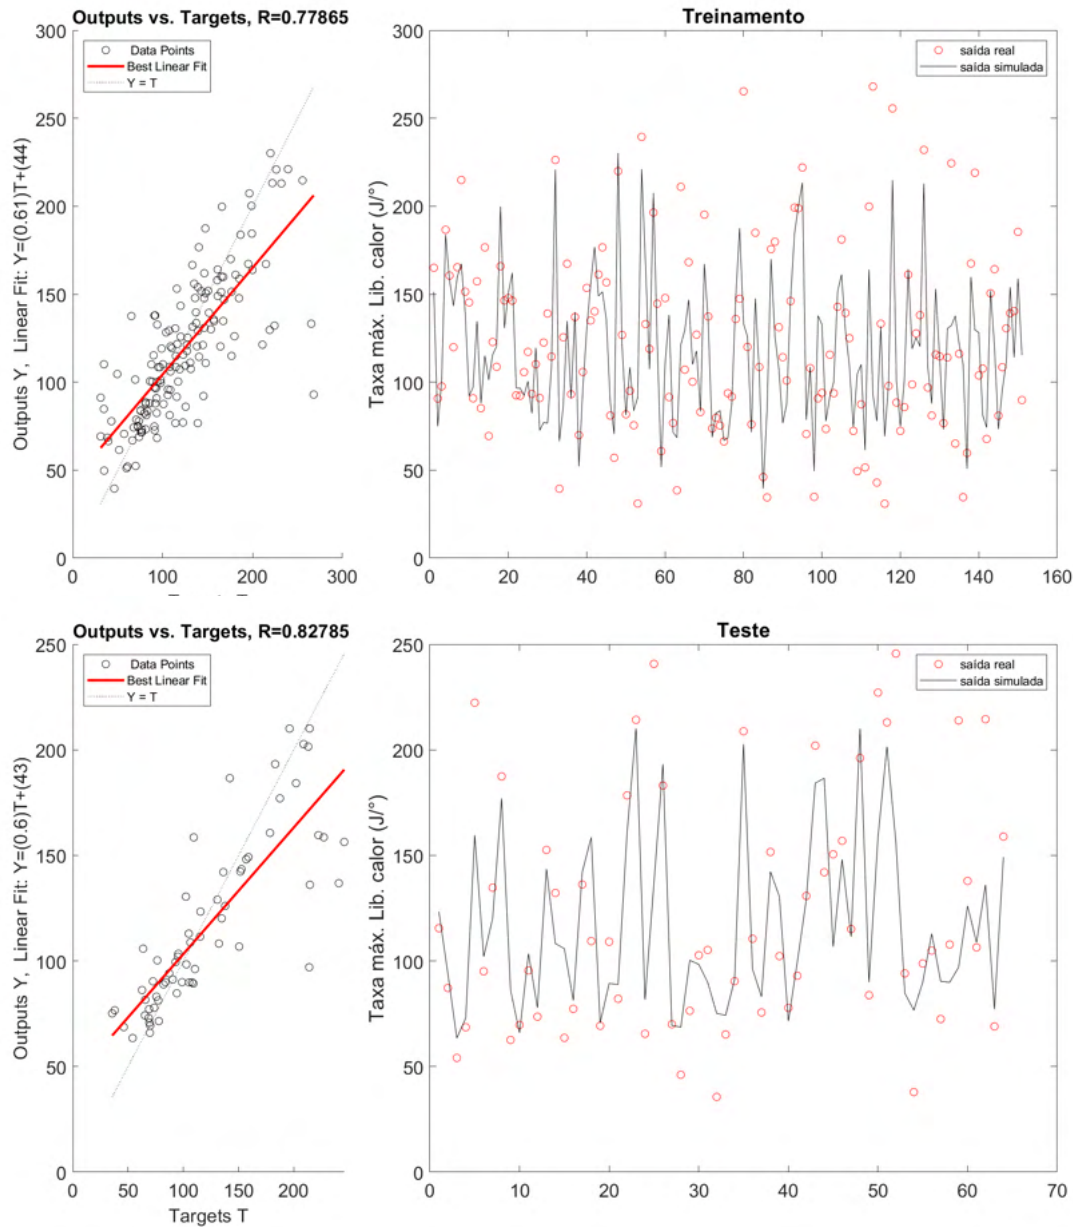 Outputs vs. Targets, R=0.77865
Data Points
Best Linear Fit
Y = T
Outputs Y, Linear Fit: Y=(0.61)T+(44)
300
250
200
150
100
50
0
0 100 200 300
Treinamento
saída real
saída simulada
Taxa máx. Lib. calor (J/°)
300
250
200
150
100
50
0
0 20 40 60 80 100 120 140 160
Outputs vs. Targets, R=0.82785
Data Points
Best Linear Fit
Y = T
Outputs Y, Linear Fit: Y=(0.6)T+(43)
250
200
150
100
50
0
0 50 100 150 200
Targets T
Teste
saída real
saída simulada
Taxa máx. Lib. calor (J/°)
250
200
150
100
50
0
0 10 20 30 40 50 60 70